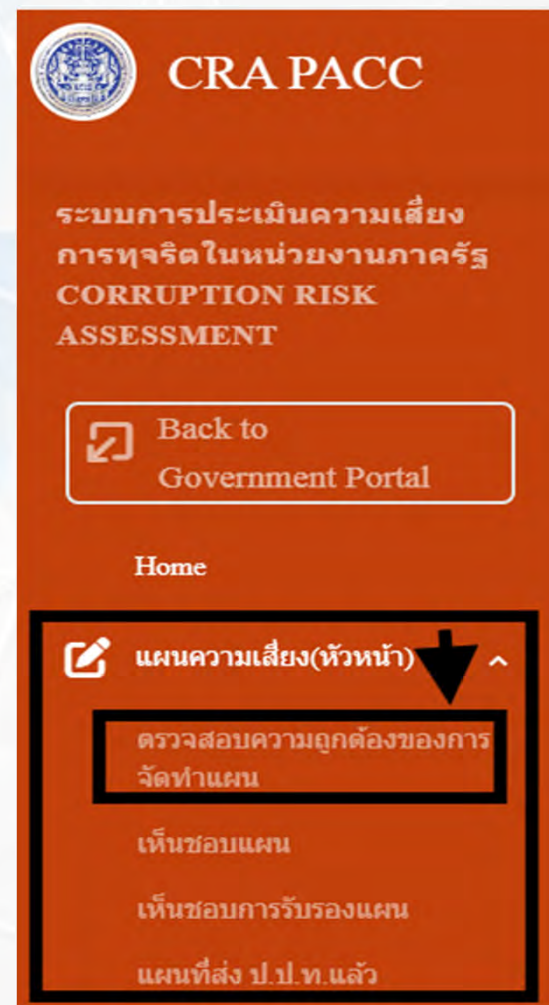 CRA PACC
ระบบการประเมินความเสี่ยง
การทุจริตในหน่วยงานภาครัฐ
CORRUPTION RISK
ASSESSMENT
Back to
Government Portal
Home
แผนความเสี่ยง(หัวหน้า)
ตรวจสอบความถูกต้องของการ
จัดทำแผน
เห็นชอบแผน
เห็นชอบการรับรองแผน
แผนที่ส่ง ป.ป.ท.แล้ว